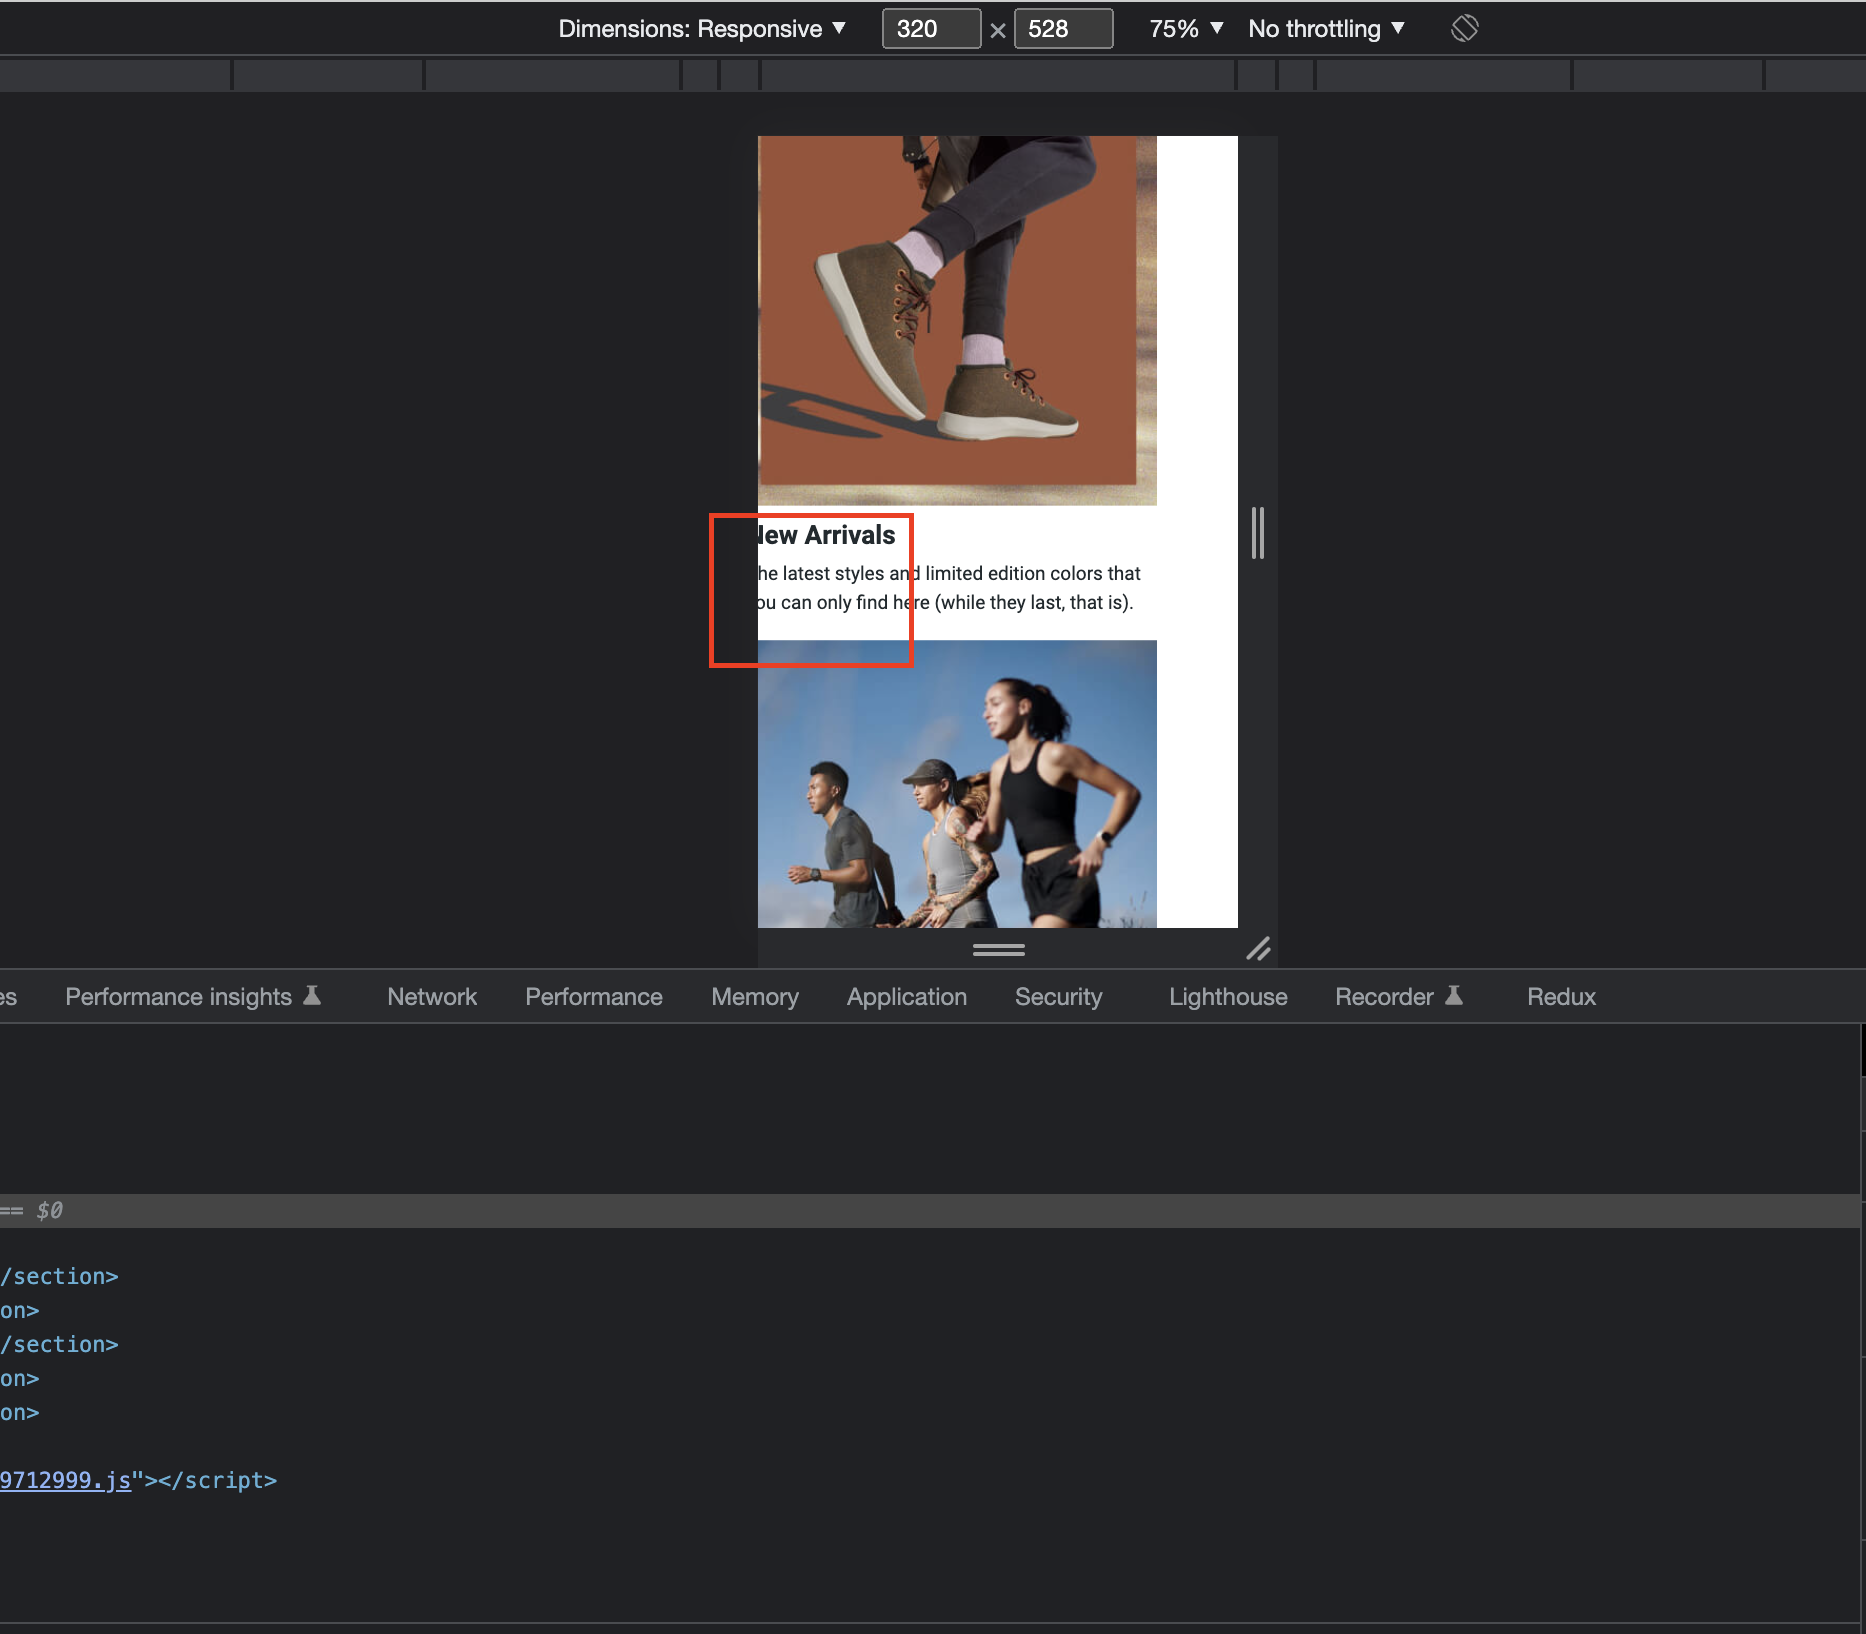 Dimensions: Responsive ▼ 320 × 528 75% ▼ No throttling ▼
New Arrivals
he latest styles and limited edition colors that
ou can only find here (while they last, that is).
es Performance insights Network Performance Memory Application Security Lighthouse Recorder Redux
== $0
/section>
on>
/section>
on>
on>
9712999.js"></script>